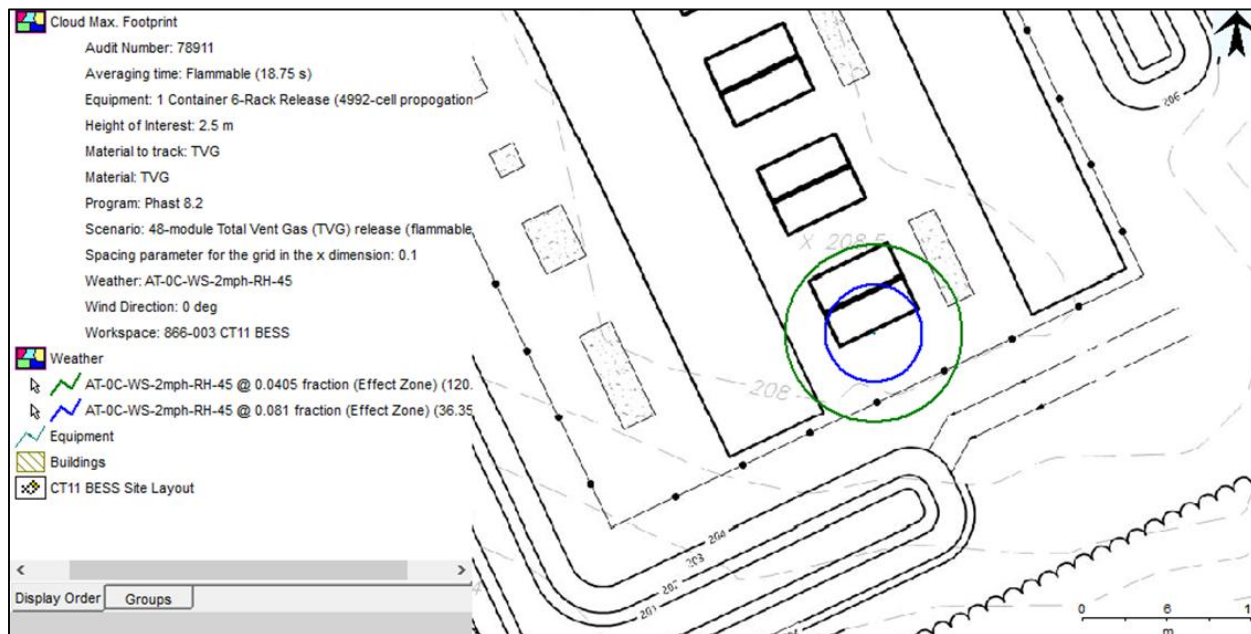 Cloud Max. Footprint
Audit Number: 78911
Averaging time: Flammable (18.75 s)
Equipment: 1 Container 6-Rack Release (4992-cell propogation
Height of Interest: 2.5 m
Material to track: TVG
Material: TVG
Program: Phast 8.2
Scenario: 48-module Total Vent Gas (TVG) release (flammable
Spacing parameter for the grid in the x dimension: 0.1
Weather: AT-0C-WS-2mph-RH-45
Wind Direction: 0 deg
Workspace: 866-003 CT11 BESS
Weather
AT-0C-WS-2mph-RH-45 @ 0.0405 fraction (Effect Zone) (120.
AT-0C-WS-2mph-RH-45 @ 0.081 fraction (Effect Zone) (36.35
Equipment
Buildings
CT11 BESS Site Layout
Display Order Groups
206
X 208.5
208
204
203
202
201
0 6 1
m